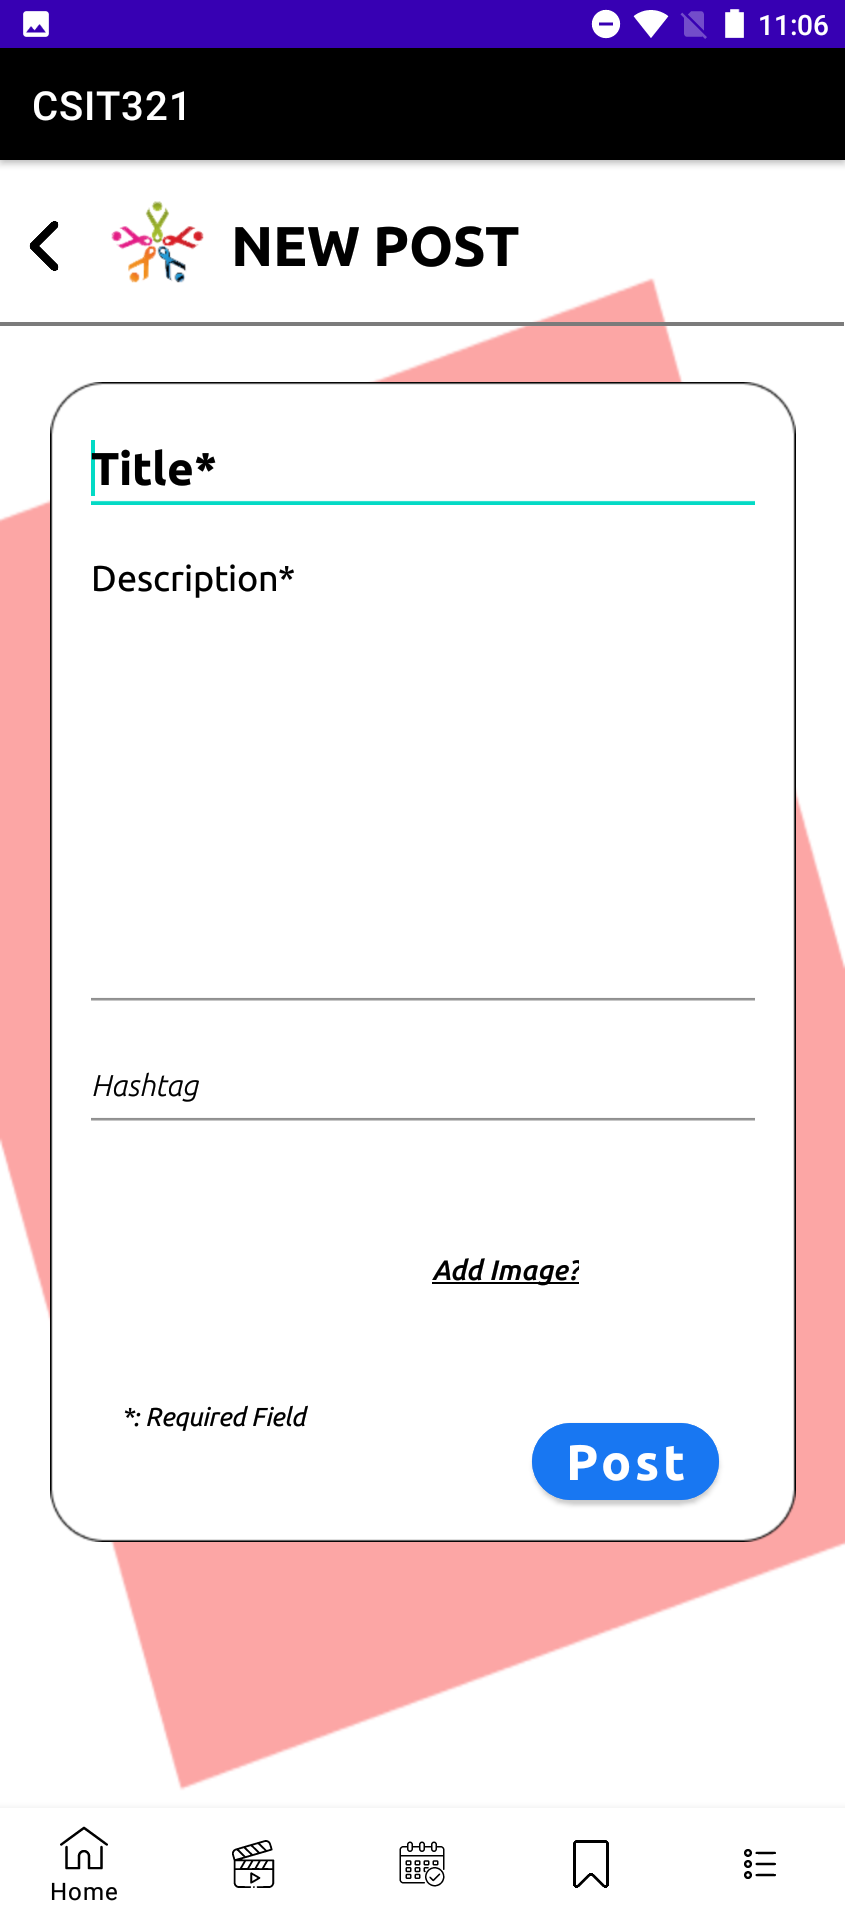 11:06
CSIT321
NEW POST
Title*
Description*
Hashtag
Add Image?
*: Required Field
Post
Home